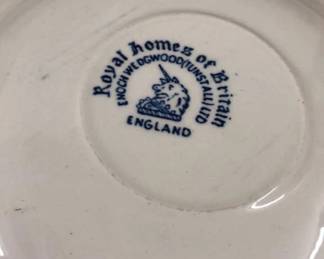 Royal homes of Britain
ENOCH WEDGWOOD (TUNSTALL) LTD
ENGLAND